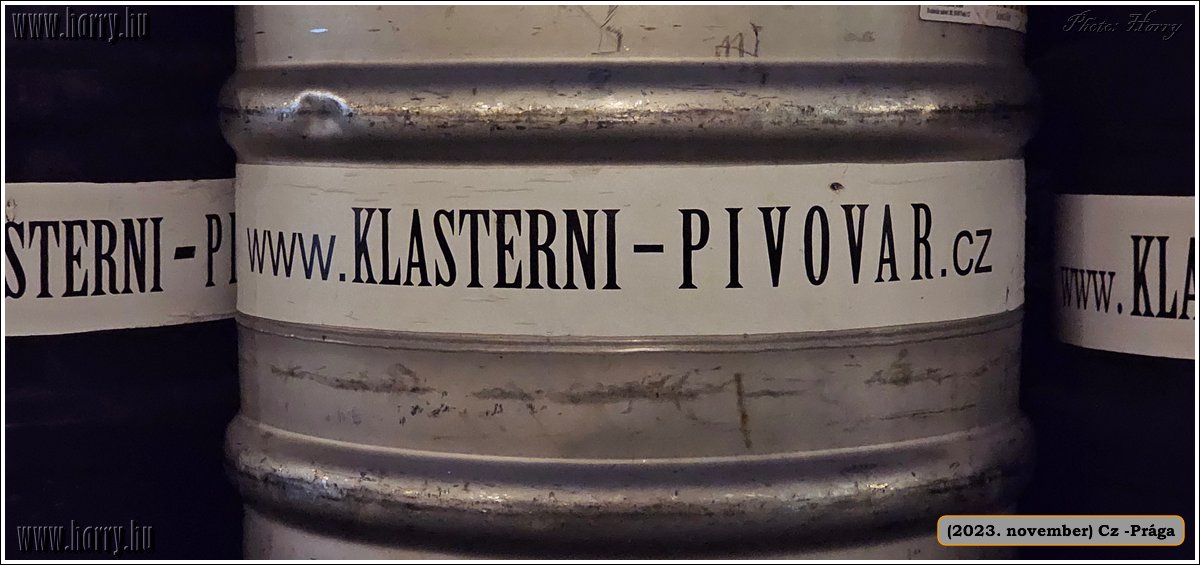 www.harry.hu
Photo: Harry
ŠTERNI-PI
www.KLASTERNI-PIVOVAR.cz
www.KLA
www.harry.hu
(2023. november) Cz -Prága